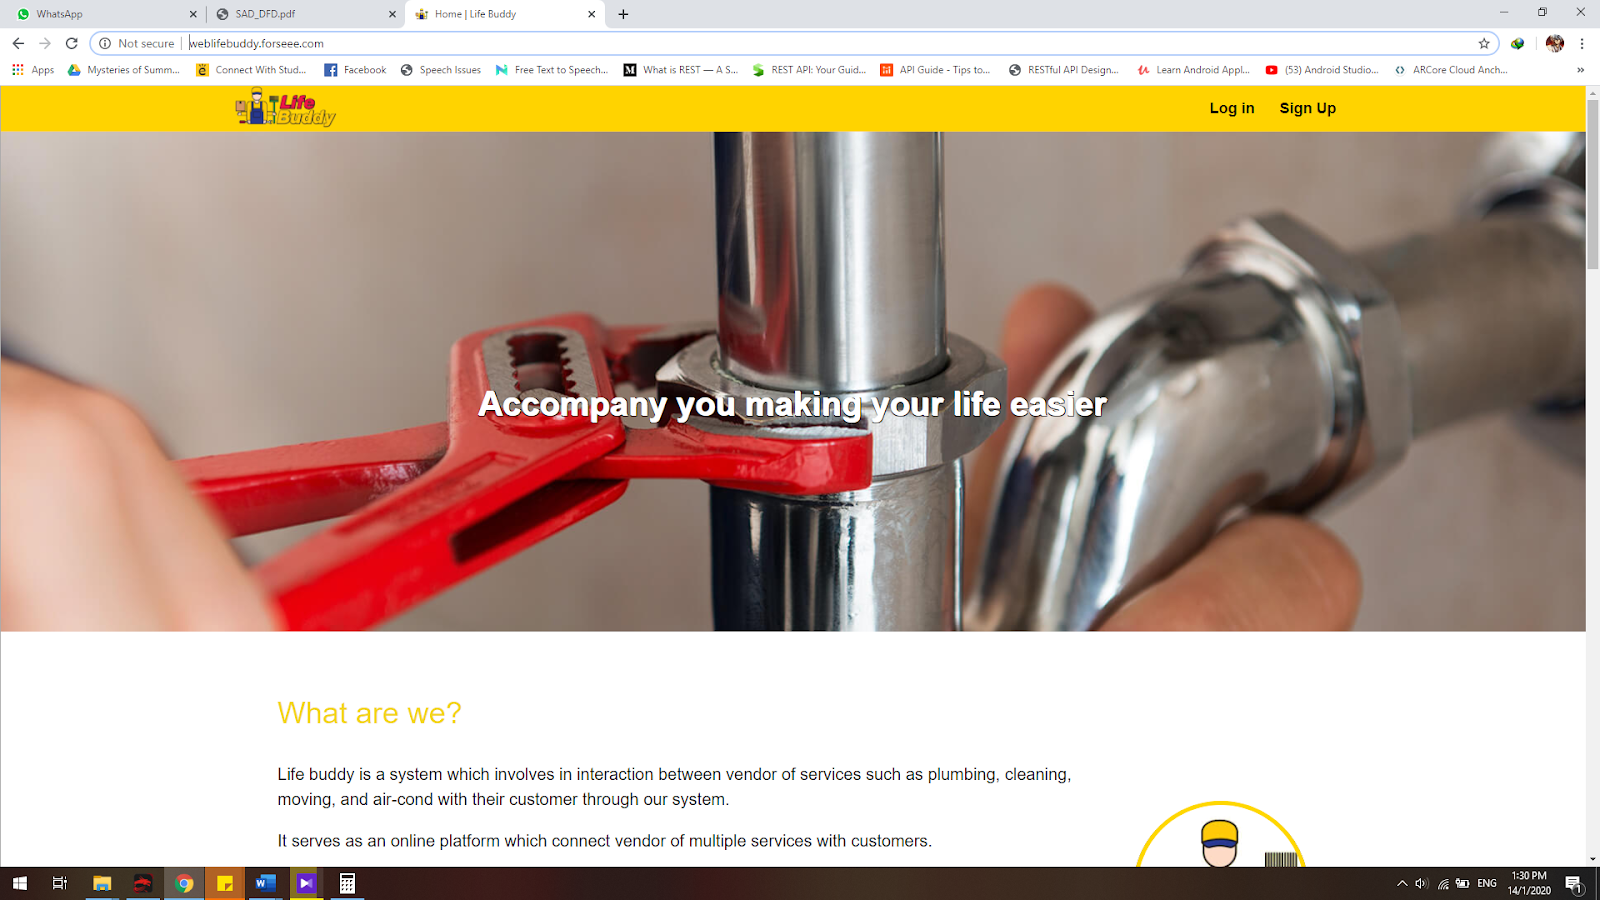 WhatsApp
SAD_DFD.pdf
Home | Life Buddy
Not secure
weblifebuddy.forseee.com
Apps
Mysteries of Summ...
Connect With Stud...
Facebook
Speech Issues
Free Text to Speech...
What is REST — A S...
REST API: Your Guid...
API Guide - Tips to...
RESTful API Design...
Learn Android Appl...
(53) Android Studio...
ARCore Cloud Anch...
Life
Buddy
Log in
Sign Up
Accompany you making your life easier
What are we?
Life buddy is a system which involves in interaction between vendor of services such as plumbing, cleaning,
moving, and air-cond with their customer through our system.
It serves as an online platform which connect vendor of multiple services with customers.
ENG
1:30 PM
14/1/2020
1